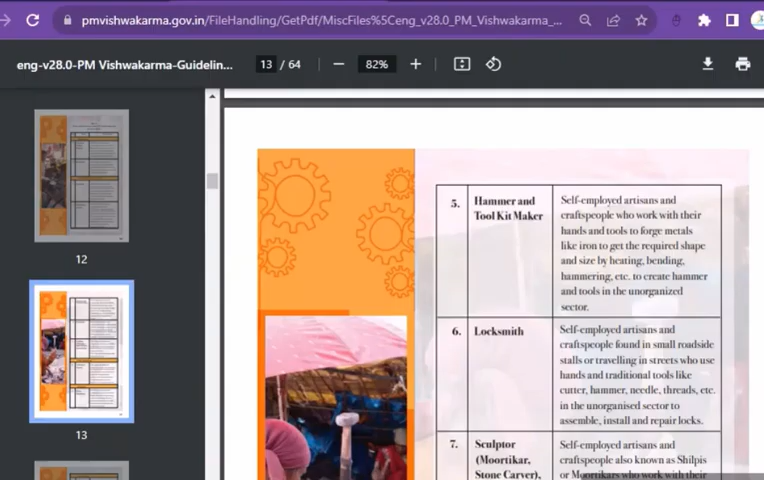 pmvishwakarma.gov.in/FileHandling/GetPdf/MiscFiles%5Ceng_v28.0_PM_Vishwakarma_...
eng-v28.0-PM Vishwakarma-Guidelin...
13 / 64
82%
12
13
5.
Hammer and
Tool Kit Maker
Self-employed artisans and
craftspeople who work with their
hands and tools to forge metals
like iron to get the required shape
and size by heating, bending,
hammering, etc. to create hammer
and tools in the unorganized
sector.
6.
Locksmith
Self-employed artisans and
craftspeople found in small roadside
stalls or travelling in streets who use
hands and traditional tools like
cutter, hammer, needle, threads, etc.
in the unorganised sector to
assemble, install and repair locks.
7.
Sculptor
(Moortikar,
Stone Carver),
Self-employed artisans and
craftspeople also known as Shilpis
or Moortikars who work with their